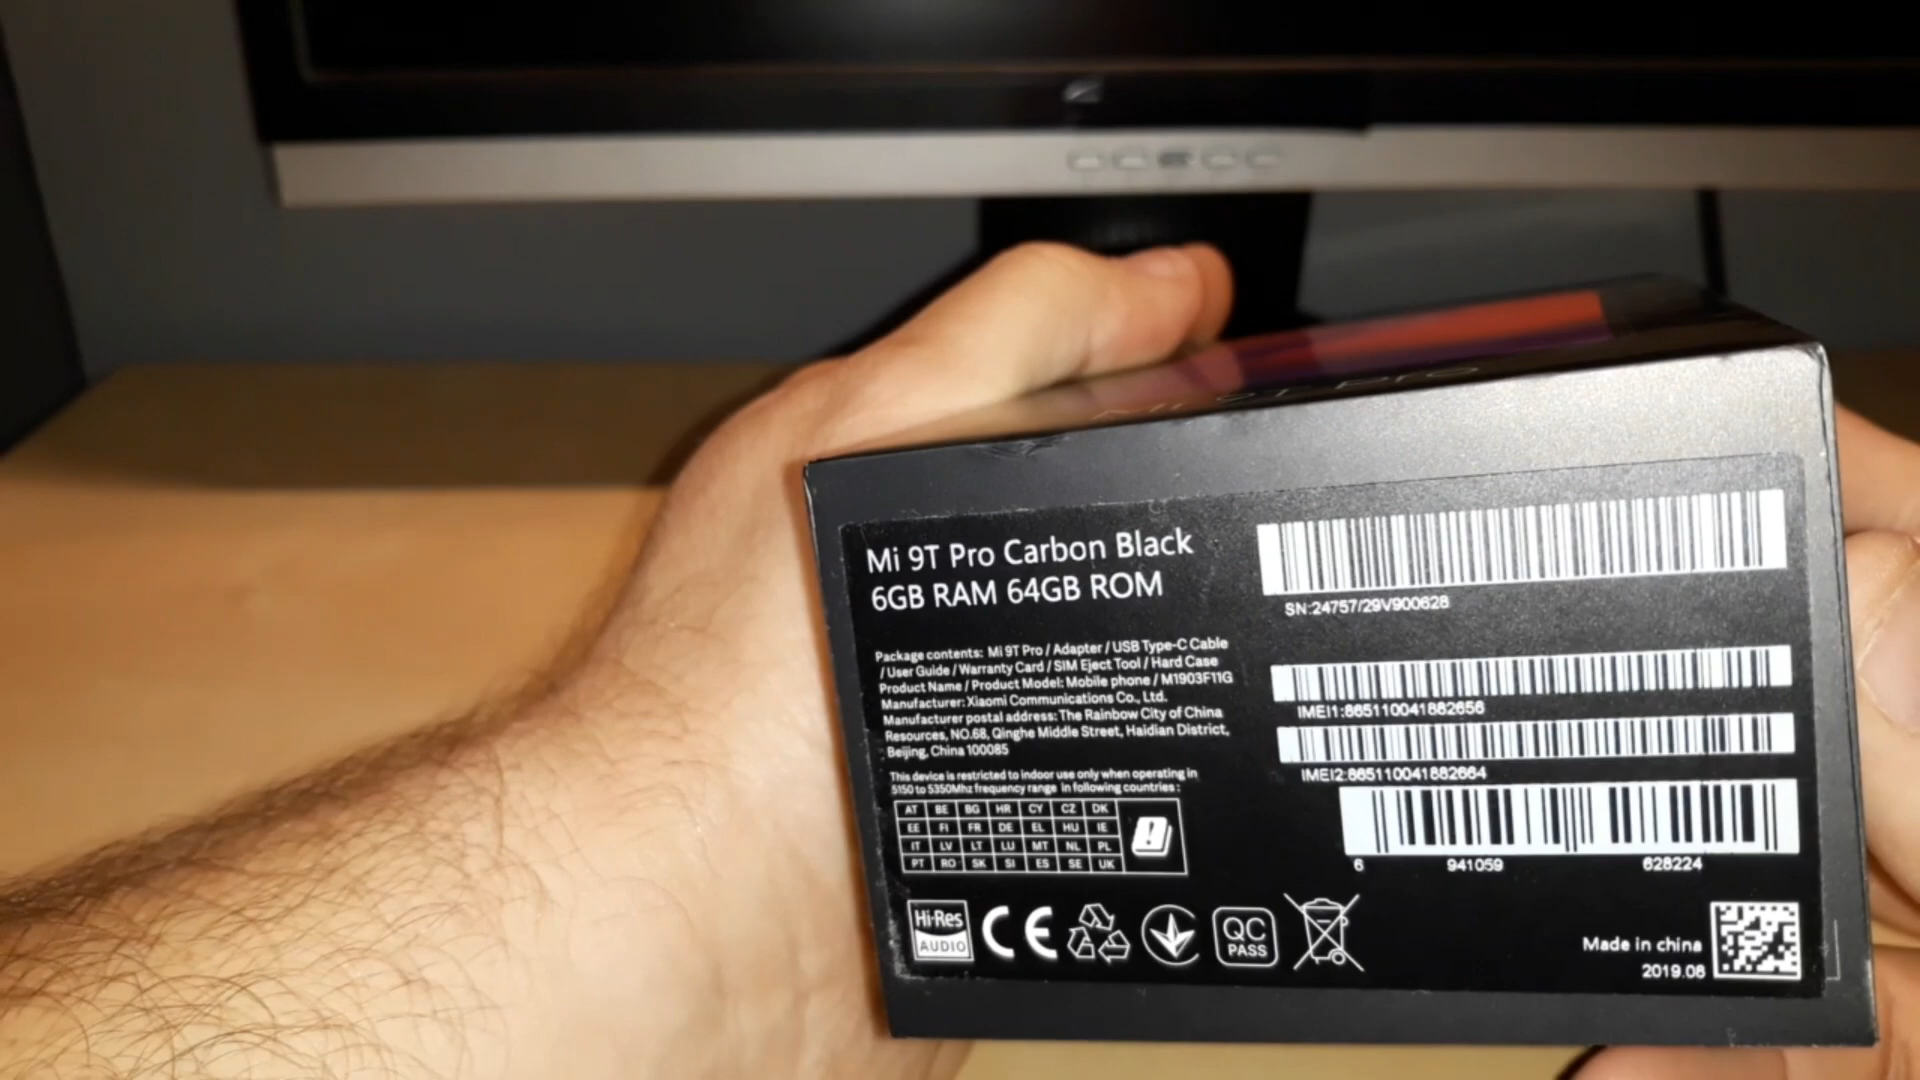 Mi 9T Pro
Mi 9T Pro Carbon Black
6GB RAM 64GB ROM
Package contents: Mi 9T Pro / Adapter / USB Type-C Cable
/ User Guide / Warranty Card / SIM Eject Tool / Hard Case
Product Name / Product Model: Mobile phone / M1903F11G
Manufacturer: Xiaomi Communications Co., Ltd.
Manufacturer postal address: The Rainbow City of China
Resources, NO.68, Qinghe Middle Street, Haidian District,
Beijing, China 100085
This device is restricted to indoor use only when operating in
5150 to 5350Mhz frequency range in following countries:
AT BE BG HR CY CZ DK
EE FI FR DE EL HU IE
IT LV LT LU MT NL PL
PT RO SK SI ES SE UK
Hi-Res
AUDIO
CE
QC
PASS
SN:24757/29V900628
IMEI1:865110041882656
IMEI2:865110041882664
6 941059 628224
Made in china
2019.08